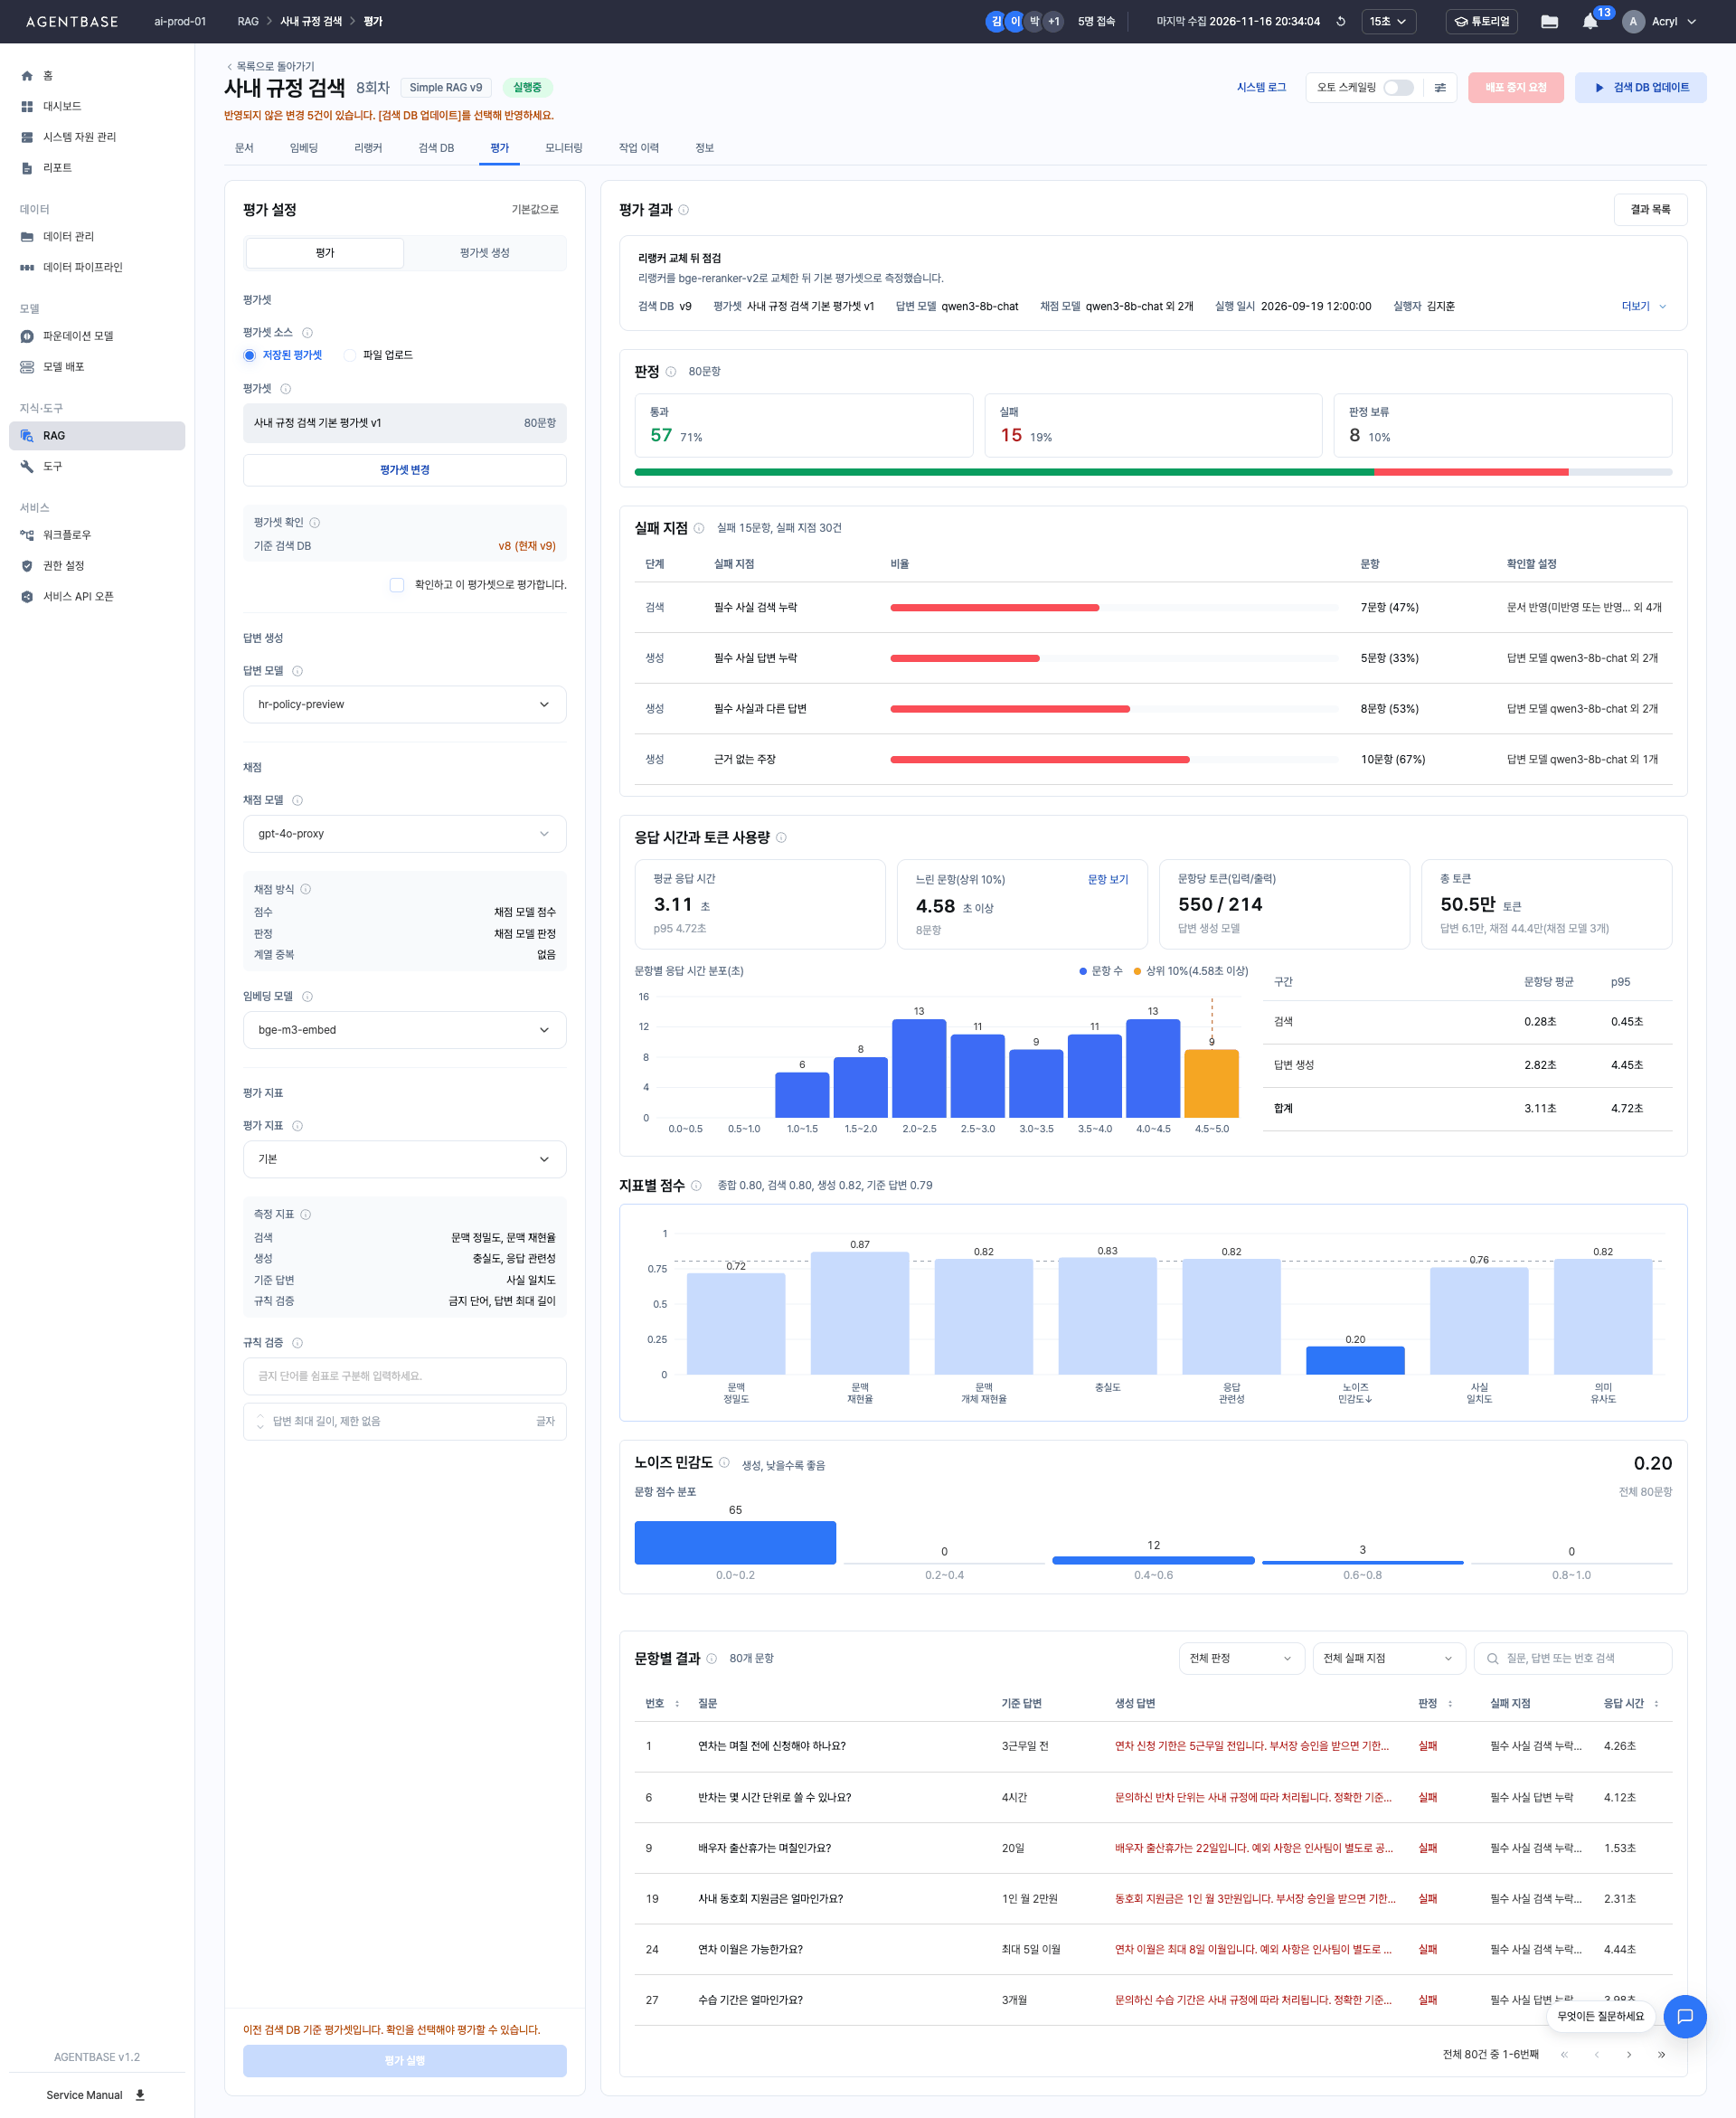 AGENTBASE
ai-prod-01
RAG > 사내 규정 검색 > 평가
김 이 박 +1 5명 접속
마지막 수집 2026-11-16 20:34:04
15초
튜토리얼
13
A Acryl
홈
대시보드
시스템 자원 관리
리포트
데이터
데이터 관리
데이터 파이프라인
모델
파운데이션 모델
모델 배포
지식·도구
RAG
도구
서비스
워크플로우
권한 설정
서비스 API 오픈
AGENTBASE v1.2
Service Manual
목록으로 돌아가기
사내 규정 검색 8회차 Simple RAG v9 실행중
반영되지 않은 변경 5건이 있습니다. [검색 DB 업데이트]를 선택해 반영하세요.
시스템 로그
오토 스케일링
배포 중지 요청
검색 DB 업데이트
문서 임베딩 리랭커 검색 DB 평가 모니터링 작업 이력 정보
평가 설정
기본값으로
평가 평가셋 생성
평가셋
평가셋 소스
저장된 평가셋 파일 업로드
평가셋
사내 규정 검색 기본 평가셋 v1 80문항
평가셋 변경
평가셋 확인
기준 검색 DB v8 (현재 v9)
확인하고 이 평가셋으로 평가합니다.
답변 생성
답변 모델
hr-policy-preview
채점
채점 모델
gpt-4o-proxy
채점 방식
점수 채점 모델 점수
판정 채점 모델 판정
계열 중복 없음
임베딩 모델
bge-m3-embed
평가 지표
평가 지표
기본
측정 지표
검색 문맥 정밀도, 문맥 재현율
생성 충실도, 응답 관련성
기준 답변 사실 일치도
규칙 검증 금지 단어, 답변 최대 길이
규칙 검증
금지 단어를 쉼표로 구분해 입력하세요.
답변 최대 길이, 제한 없음 글자
이전 검색 DB 기준 평가셋입니다. 확인을 선택해야 평가할 수 있습니다.
평가 실행
평가 결과
결과 목록
리랭커 교체 뒤 점검
리랭커를 bge-reranker-v2로 교체한 뒤 기본 평가셋으로 측정했습니다.
검색 DB v9 평가셋 사내 규정 검색 기본 평가셋 v1 답변 모델 qwen3-8b-chat 채점 모델 qwen3-8b-chat 외 2개 실행 일시 2026-09-19 12:00:00 실행자 김지훈 더보기
판정 80문항
통과
57 71%
실패
15 19%
판정 보류
8 10%
실패 지점 실패 15문항, 실패 지점 30건
단계 실패 지점 비율 문항 확인할 설정
검색 필수 사실 검색 누락 7문항 (47%) 문서 반영(미반영 또는 반영... 외 4개
생성 필수 사실 답변 누락 5문항 (33%) 답변 모델 qwen3-8b-chat 외 2개
생성 필수 사실과 다른 답변 8문항 (53%) 답변 모델 qwen3-8b-chat 외 2개
생성 근거 없는 주장 10문항 (67%) 답변 모델 qwen3-8b-chat 외 1개
응답 시간과 토큰 사용량
평균 응답 시간
3.11 초
p95 4.72초
느린 문항(상위 10%) 문항 보기
4.58 초 이상
8문항
문항당 토큰(입력/출력)
550 / 214
답변 생성 모델
총 토큰
50.5만 토큰
답변 6.1만, 채점 44.4만(채점 모델 3개)
문항별 응답 시간 분포(초)
문항 수 상위 10%(4.58초 이상)
16
12
8
4
0
6 8 13 11 9 11 13 9
0.0~0.5 0.5~1.0 1.0~1.5 1.5~2.0 2.0~2.5 2.5~3.0 3.0~3.5 3.5~4.0 4.0~4.5 4.5~5.0
구간 문항당 평균 p95
검색 0.28초 0.45초
답변 생성 2.82초 4.45초
합계 3.11초 4.72초
지표별 점수 종합 0.80, 검색 0.80, 생성 0.82, 기준 답변 0.79
1
0.75
0.5
0.25
0
0.72 0.87 0.82 0.83 0.82 0.20 0.76 0.82
문맥 정밀도
문맥 재현율
문맥 개체 재현율
충실도
응답 관련성
노이즈 민감도↓
사실 일치도
의미 유사도
노이즈 민감도 생성, 낮을수록 좋음 0.20
문항 점수 분포 전체 80문항
65 0 12 3 0
0.0~0.2 0.2~0.4 0.4~0.6 0.6~0.8 0.8~1.0
문항별 결과 80개 문항
전체 판정
전체 실패 지점
질문, 답변 또는 번호 검색
번호 질문 기준 답변 생성 답변 판정 실패 지점 응답 시간
1 연차는 며칠 전에 신청해야 하나요? 3근무일 전 연차 신청 기한은 5근무일 전입니다. 부서장 승인을 받으면 기한... 실패 필수 사실 검색 누락... 4.26초
6 반차는 몇 시간 단위로 쓸 수 있나요? 4시간 문의하신 반차 단위는 사내 규정에 따라 처리됩니다. 정확한 기준... 실패 필수 사실 답변 누락 4.12초
9 배우자 출산휴가는 며칠인가요? 20일 배우자 출산휴가는 22일입니다. 예외 사항은 인사팀이 별도로 공... 실패 필수 사실 검색 누락... 1.53초
19 사내 동호회 지원금은 얼마인가요? 1인 월 2만원 동호회 지원금은 1인 월 3만원입니다. 부서장 승인을 받으면 기한... 실패 필수 사실 검색 누락... 2.31초
24 연차 이월은 가능한가요? 최대 5일 이월 연차 이월은 최대 8일 이월입니다. 예외 사항은 인사팀이 별도로 ... 실패 필수 사실 검색 누락... 4.44초
27 수습 기간은 얼마인가요? 3개월 문의하신 수습 기간은 사내 규정에 따라 처리됩니다. 정확한 기준... 실패 필수 사실 답변 누락 3.98초
무엇이든 질문하세요
전체 80건 중 1-6번째